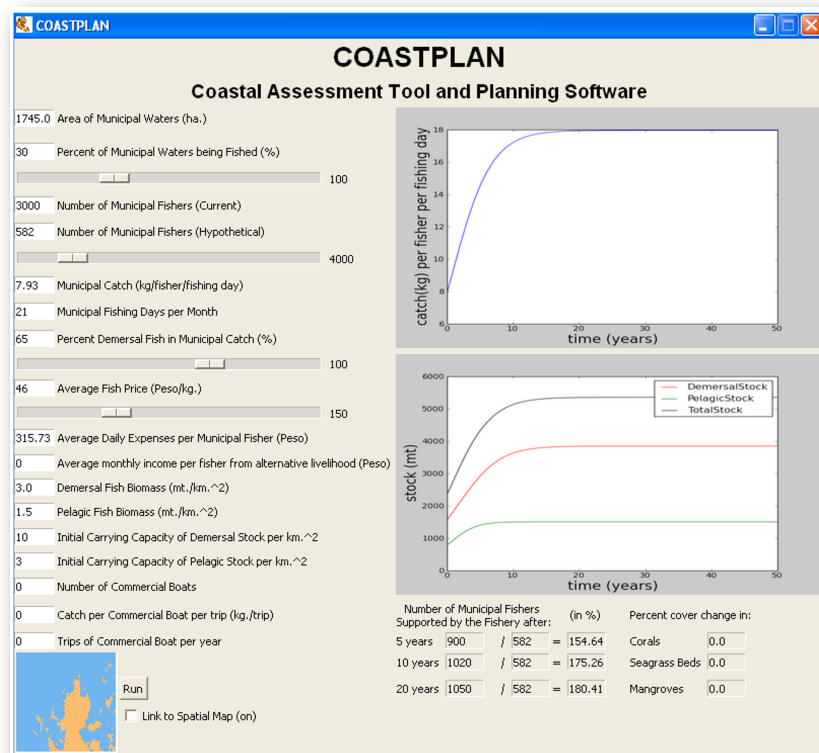 COASTPLAN
COASTPLAN
Coastal Assessment Tool and Planning Software
1745.0 Area of Municipal Waters (ha.)
30 Percent of Municipal Waters being Fished (%)
100
3000 Number of Municipal Fishers (Current)
582 Number of Municipal Fishers (Hypothetical)
4000
7.93 Municipal Catch (kg/fisher/fishing day)
21 Municipal Fishing Days per Month
65 Percent Demersal Fish in Municipal Catch (%)
100
46 Average Fish Price (Peso/kg.)
150
315.73 Average Daily Expenses per Municipal Fisher (Peso)
0 Average monthly income per fisher from alternative livelihood (Peso)
3.0 Demersal Fish Biomass (mt./km.^2)
1.5 Pelagic Fish Biomass (mt./km.^2)
10 Initial Carrying Capacity of Demersal Stock per km.^2
3 Initial Carrying Capacity of Pelagic Stock per km.^2
0 Number of Commercial Boats
0 Catch per Commercial Boat per trip (kg./trip)
0 Trips of Commercial Boat per year
Run
Link to Spatial Map (on)
catch(kg) per fisher per fishing day
18
16
14
12
10
8
6
0 10 20 30 40 50
time (years)
stock (mt)
6000
5000
4000
3000
2000
1000
0
DemersalStock
PelagicStock
TotalStock
0 10 20 30 40 50
time (years)
Number of Municipal Fishers (in %) Percent cover change in:
Supported by the Fishery after:
5 years 900 / 582 = 154.64 Corals 0.0
10 years 1020 / 582 = 175.26 Seagrass Beds 0.0
20 years 1050 / 582 = 180.41 Mangroves 0.0